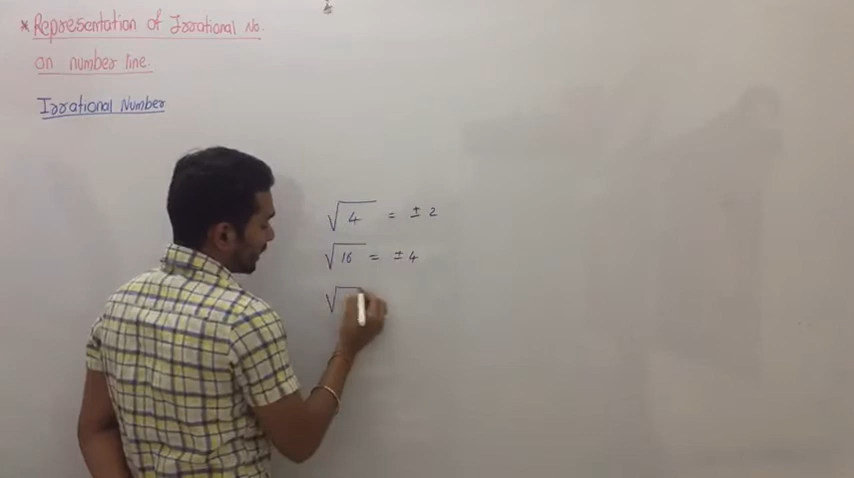 * Representation of Irrational No.
on number line.
Irrational Number
√4 = ± 2
√16 = ± 4
√